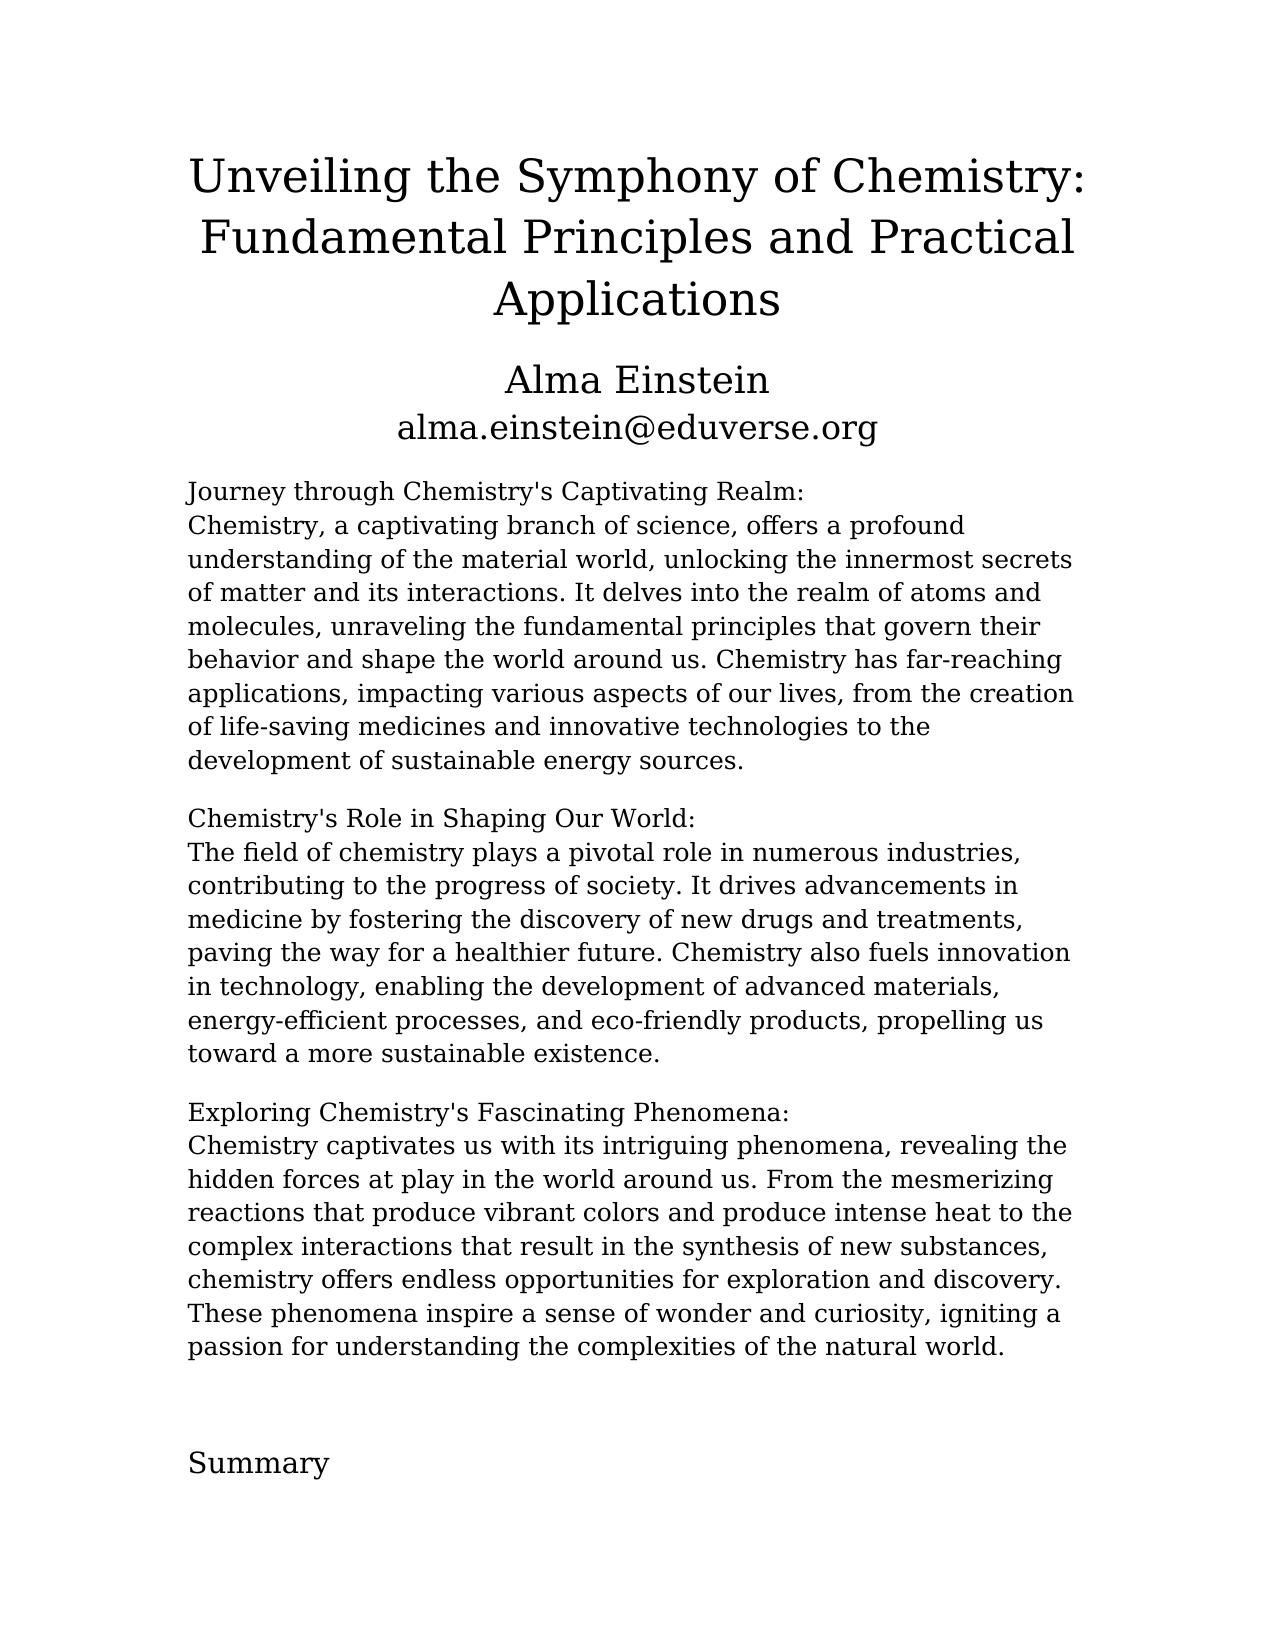 Unveiling the Symphony of Chemistry:
Fundamental Principles and Practical
Applications
Alma Einstein
alma.einstein@eduverse.org
Journey through Chemistry's Captivating Realm:
Chemistry, a captivating branch of science, offers a profound
understanding of the material world, unlocking the innermost secrets
of matter and its interactions. It delves into the realm of atoms and
molecules, unraveling the fundamental principles that govern their
behavior and shape the world around us. Chemistry has far-reaching
applications, impacting various aspects of our lives, from the creation
of life-saving medicines and innovative technologies to the
development of sustainable energy sources.
Chemistry's Role in Shaping Our World:
The field of chemistry plays a pivotal role in numerous industries,
contributing to the progress of society. It drives advancements in
medicine by fostering the discovery of new drugs and treatments,
paving the way for a healthier future. Chemistry also fuels innovation
in technology, enabling the development of advanced materials,
energy-efficient processes, and eco-friendly products, propelling us
toward a more sustainable existence.
Exploring Chemistry's Fascinating Phenomena:
Chemistry captivates us with its intriguing phenomena, revealing the
hidden forces at play in the world around us. From the mesmerizing
reactions that produce vibrant colors and produce intense heat to the
complex interactions that result in the synthesis of new substances,
chemistry offers endless opportunities for exploration and discovery.
These phenomena inspire a sense of wonder and curiosity, igniting a
passion for understanding the complexities of the natural world.
Summary